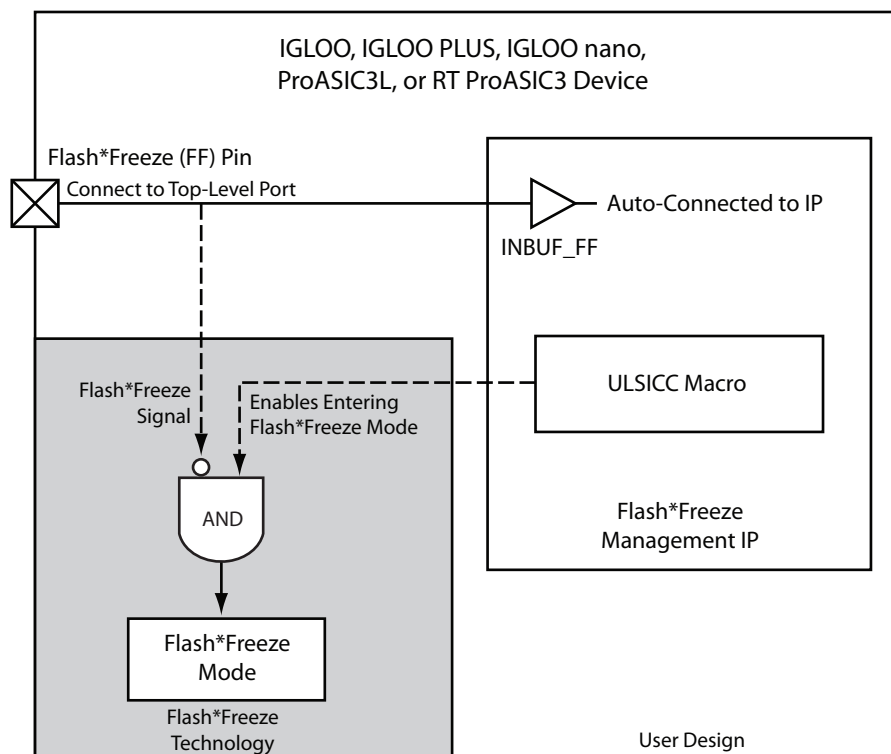 IGLOO, IGLOO PLUS, IGLOO nano,
ProASIC3L, or RT ProASIC3 Device
Flash*Freeze (FF) Pin
Connect to Top-Level Port
Auto-Connected to IP
INBUF_FF
ULSICC Macro
Flash*Freeze
Signal
Enables Entering
Flash*Freeze Mode
AND
Flash*Freeze
Management IP
Flash*Freeze
Mode
Flash*Freeze
Technology
User Design